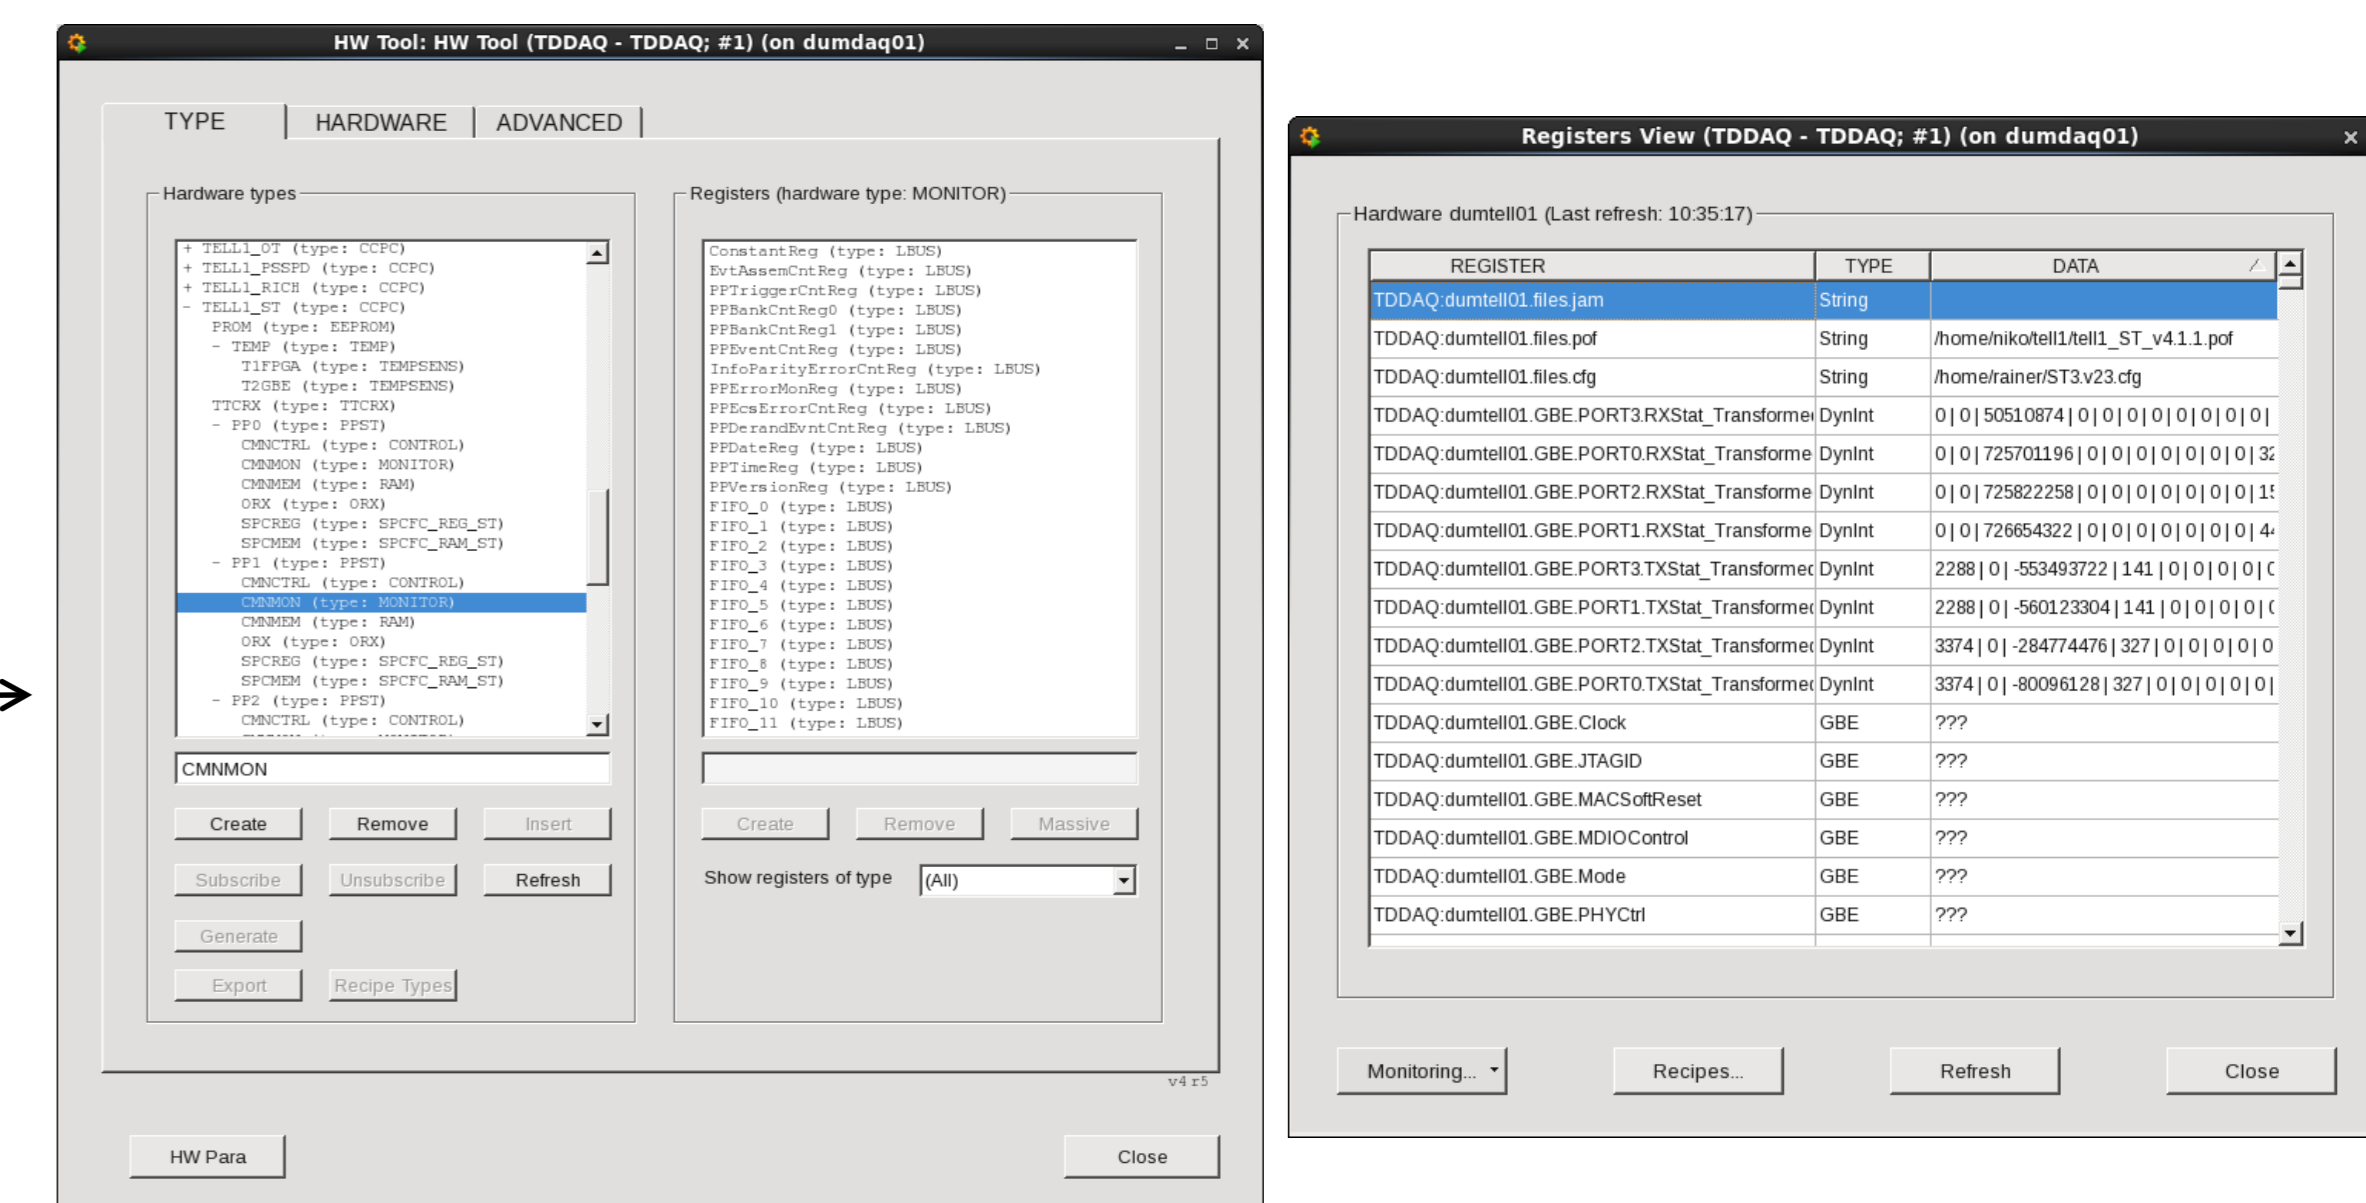 HW Tool: HW Tool (TDDAQ - TDDAQ; #1) (on dumdaq01)
TYPE
HARDWARE
ADVANCED
Hardware types
+ TELL1_OT (type: CCPC)
+ TELL1_PSSPD (type: CCPC)
+ TELL1_RICH (type: CCPC)
- TELL1_ST (type: CCPC)
PROM (type: EEPROM)
- TEMP (type: TEMP)
T1FPGA (type: TEMPSENS)
T2GBE (type: TEMPSENS)
TTCRX (type: TTCRX)
- PP0 (type: PPST)
CMNCTRL (type: CONTROL)
CMNMON (type: MONITOR)
CMNMEM (type: RAM)
ORX (type: ORX)
SPCREG (type: SPCFC_REG_ST)
SPCMEM (type: SPCFC_RAM_ST)
- PP1 (type: PPST)
CMNCTRL (type: CONTROL)
CMNMON (type: MONITOR)
CMNMEM (type: RAM)
ORX (type: ORX)
SPCREG (type: SPCFC_REG_ST)
SPCMEM (type: SPCFC_RAM_ST)
- PP2 (type: PPST)
CMNCTRL (type: CONTROL)
CMNMON
Create
Remove
Insert
Subscribe
Unsubscribe
Refresh
Generate
Export
Recipe Types
Registers (hardware type: MONITOR)
ConstantReg (type: LBUS)
EvtAssemCntReg (type: LBUS)
PPTriggerCntReg (type: LBUS)
PPBankCntReg0 (type: LBUS)
PPBankCntReg1 (type: LBUS)
PPEventCntReg (type: LBUS)
InfoParityErrorCntReg (type: LBUS)
PPErrorMonReg (type: LBUS)
PPEcsErrorCntReg (type: LBUS)
PPDerandEvntCntReg (type: LBUS)
PPDateReg (type: LBUS)
PPTimeReg (type: LBUS)
PPVersionReg (type: LBUS)
FIFO_0 (type: LBUS)
FIFO_1 (type: LBUS)
FIFO_2 (type: LBUS)
FIFO_3 (type: LBUS)
FIFO_4 (type: LBUS)
FIFO_5 (type: LBUS)
FIFO_6 (type: LBUS)
FIFO_7 (type: LBUS)
FIFO_8 (type: LBUS)
FIFO_9 (type: LBUS)
FIFO_10 (type: LBUS)
FIFO_11 (type: LBUS)
Create
Remove
Massive
Show registers of type (All)
v4r5
HW Para
Close
Registers View (TDDAQ - TDDAQ; #1) (on dumdaq01)
Hardware dumtell01 (Last refresh: 10:35:17)
REGISTER TYPE DATA
TDDAQ:dumtell01.files.jam String
TDDAQ:dumtell01.files.pof String /home/niko/tell1/tell1_ST_v4.1.1.pof
TDDAQ:dumtell01.files.cfg String /home/rainer/ST3.v23.cfg
TDDAQ:dumtell01.GBE.PORT3.RXStat_Transformed DynInt 0 | 0 | 50510874 | 0 | 0 | 0 | 0 | 0 | 0 | 0 | 0 |
TDDAQ:dumtell01.GBE.PORT0.RXStat_Transforme DynInt 0 | 0 | 725701196 | 0 | 0 | 0 | 0 | 0 | 0 | 0 | 32
TDDAQ:dumtell01.GBE.PORT2.RXStat_Transforme DynInt 0 | 0 | 725822258 | 0 | 0 | 0 | 0 | 0 | 0 | 0 | 15
TDDAQ:dumtell01.GBE.PORT1.RXStat_Transforme DynInt 0 | 0 | 726654322 | 0 | 0 | 0 | 0 | 0 | 0 | 0 | 44
TDDAQ:dumtell01.GBE.PORT3.TXStat_Transformed DynInt 2288 | 0 | -553493722 | 141 | 0 | 0 | 0 | 0 | 0
TDDAQ:dumtell01.GBE.PORT1.TXStat_Transformed DynInt 2288 | 0 | -560123304 | 141 | 0 | 0 | 0 | 0 | 0
TDDAQ:dumtell01.GBE.PORT2.TXStat_Transformed DynInt 3374 | 0 | -284774476 | 327 | 0 | 0 | 0 | 0 | 0
TDDAQ:dumtell01.GBE.PORT0.TXStat_Transformed DynInt 3374 | 0 | -80096128 | 327 | 0 | 0 | 0 | 0 | 0 |
TDDAQ:dumtell01.GBE.Clock GBE ???
TDDAQ:dumtell01.GBE.JTAGID GBE ???
TDDAQ:dumtell01.GBE.MACSoftReset GBE ???
TDDAQ:dumtell01.GBE.MDIOControl GBE ???
TDDAQ:dumtell01.GBE.Mode GBE ???
TDDAQ:dumtell01.GBE.PHYCtrl GBE ???
Monitoring...
Recipes...
Refresh
Close